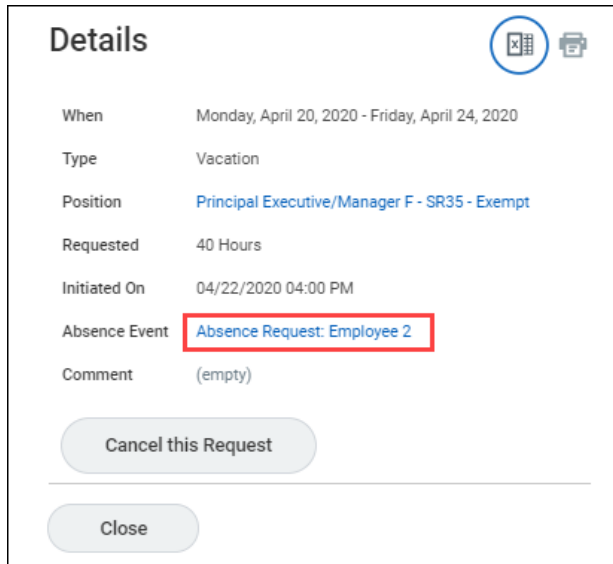 Details
When Monday, April 20, 2020 - Friday, April 24, 2020
Type Vacation
Position Principal Executive/Manager F - SR35 - Exempt
Requested 40 Hours
Initiated On 04/22/2020 04:00 PM
Absence Event Absence Request: Employee 2
Comment (empty)
Cancel this Request
Close